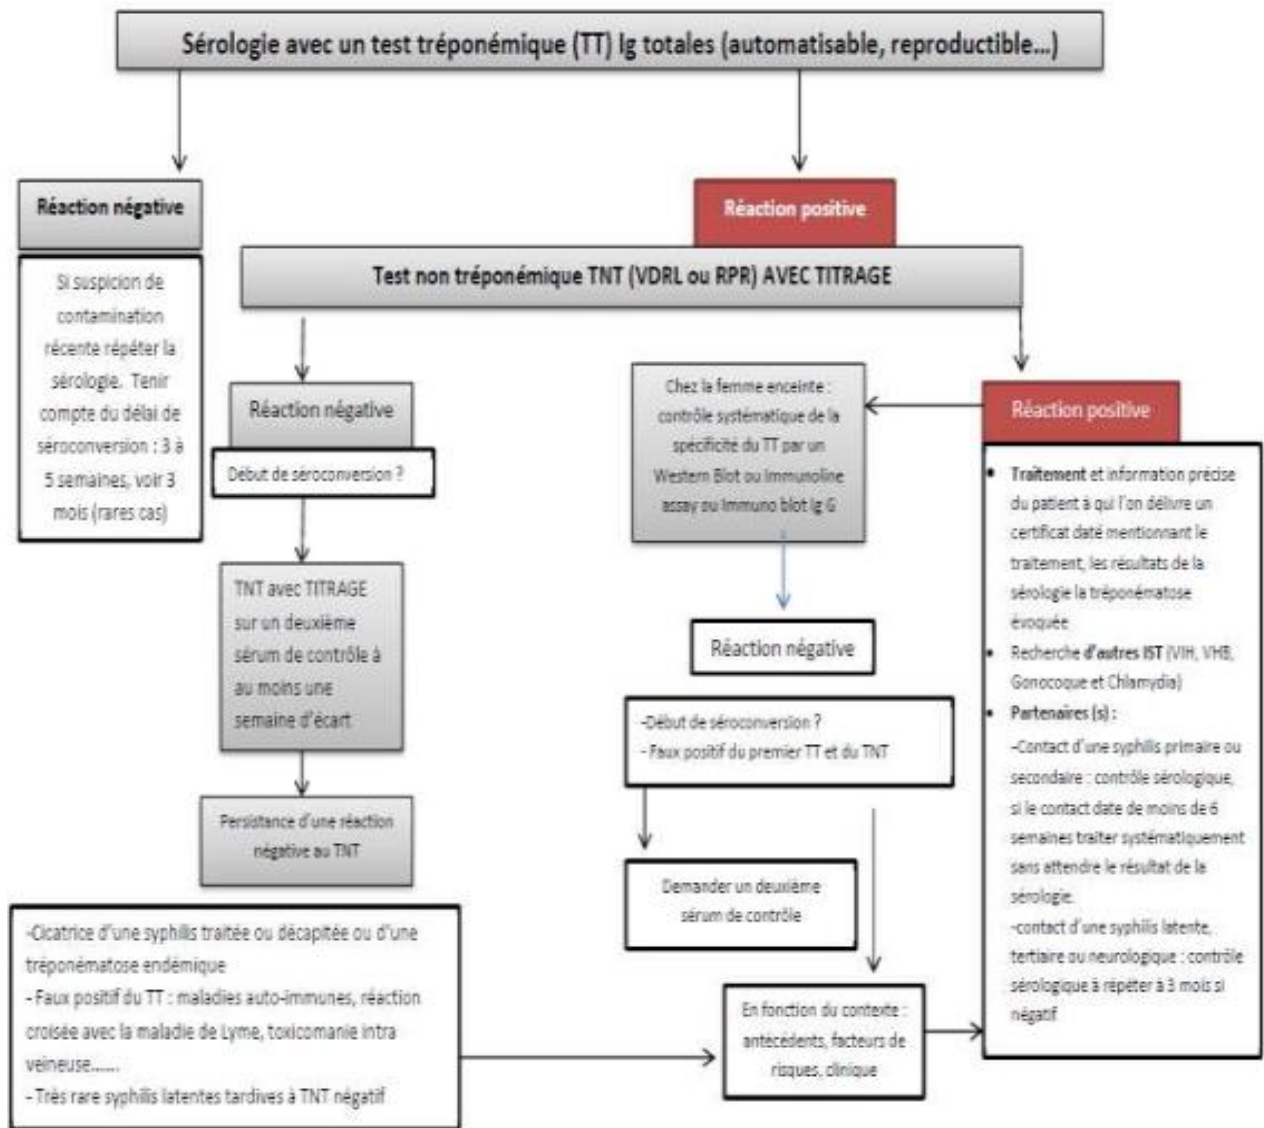 Sérologie avec un test tréponémique (TT) Ig totales (automatisable, reproductible...)
Réaction négative
Si suspicion de
contamination
récente répéter la
sérologie. Tenir
compte du délai de
séroconversion : 3 à
5 semaines, voir 3
mois (rares cas)
Réaction positive
Test non tréponémique TNT (VDRL ou RPR) AVEC TITRAGE
Réaction négative
Début de séroconversion ?
TNT avec TITRAGE
sur un deuxième
sérum de contrôle à
au moins une
semaine d'écart
Persistance d'une réaction
négative au TNT
-Cicatrice d'une syphilis traitée ou décapitée ou d'une
tréponématose endémique
- Faux positif du TT : maladies auto-immunes, réaction
croisée avec la maladie de Lyme, toxicomanie intra
veineuse.......
- Très rare syphilis latentes tardives à TNT négatif
Chez la femme enceinte :
contrôle systématique de la
spécificité du TT par un
Western Blot ou Immunoline
assay ou Immuno blot Ig G
Réaction négative
-Début de séroconversion ?
- Faux positif du premier TT et du TNT
Demander un deuxième
sérum de contrôle
En fonction du contexte :
antécédents, facteurs de
risques, clinique
Réaction positive
• Traitement et information précise
du patient à qui l'on délivre un
certificat daté mentionnant le
traitement, les résultats de la
sérologie la tréponématose
évoquée
• Recherche d'autres IST (VIH, VHB,
Gonocoque et Chlamydia)
• Partenaires (s) :
-Contact d'une syphilis primaire ou
secondaire : contrôle sérologique,
si le contact date de moins de 6
semaines traiter systématiquement
sans attendre le résultat de la
sérologie.
-contact d'une syphilis latente,
tertiaire ou neurologique : contrôle
sérologique à répéter à 3 mois si
négatif